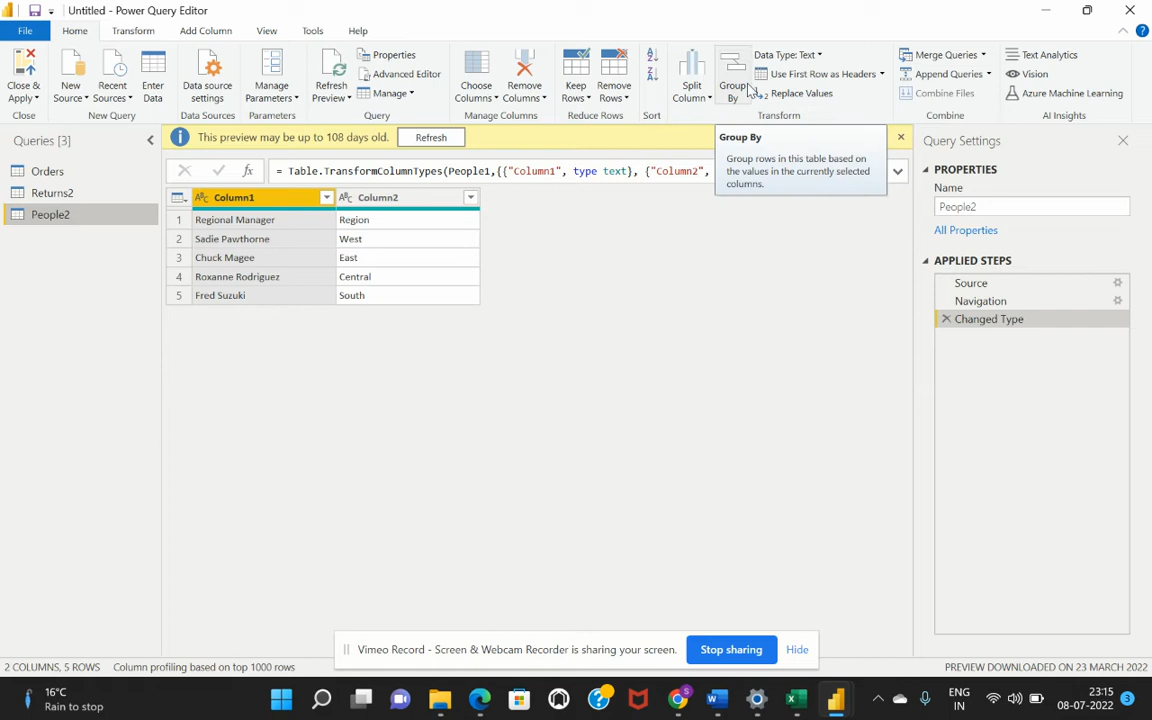 Untitled - Power Query Editor
File Home Transform Add Column View Tools Help
Close & Apply
New Source
Recent Sources
Enter Data
Data source settings
Manage Parameters
Refresh Preview
Properties
Advanced Editor
Manage
Choose Columns
Remove Columns
Keep Rows
Remove Rows
Split Column
Group By
Data Type: Text
Use First Row as Headers
Replace Values
Merge Queries
Append Queries
Combine Files
Text Analytics
Vision
Azure Machine Learning
Close New Query Data Sources Parameters Query Manage Columns Reduce Rows Sort Transform Combine AI Insights
Queries [3]
Orders
Returns2
People2
This preview may be up to 108 days old. Refresh
= Table.TransformColumnTypes(People1,{{"Column1", type text}, {"Column2",
Group By
Group rows in this table based on
the values in the currently selected
columns.
Column1 Column2
1 Regional Manager Region
2 Sadie Pawthorne West
3 Chuck Magee East
4 Roxanne Rodriguez Central
5 Fred Suzuki South
Query Settings
PROPERTIES
Name
People2
All Properties
APPLIED STEPS
Source
Navigation
Changed Type
Vimeo Record - Screen & Webcam Recorder is sharing your screen. Stop sharing Hide
2 COLUMNS, 5 ROWS Column profiling based on top 1000 rows PREVIEW DOWNLOADED ON 23 MARCH 2022
16°C
Rain to stop
ENG
IN
23:15
08-07-2022